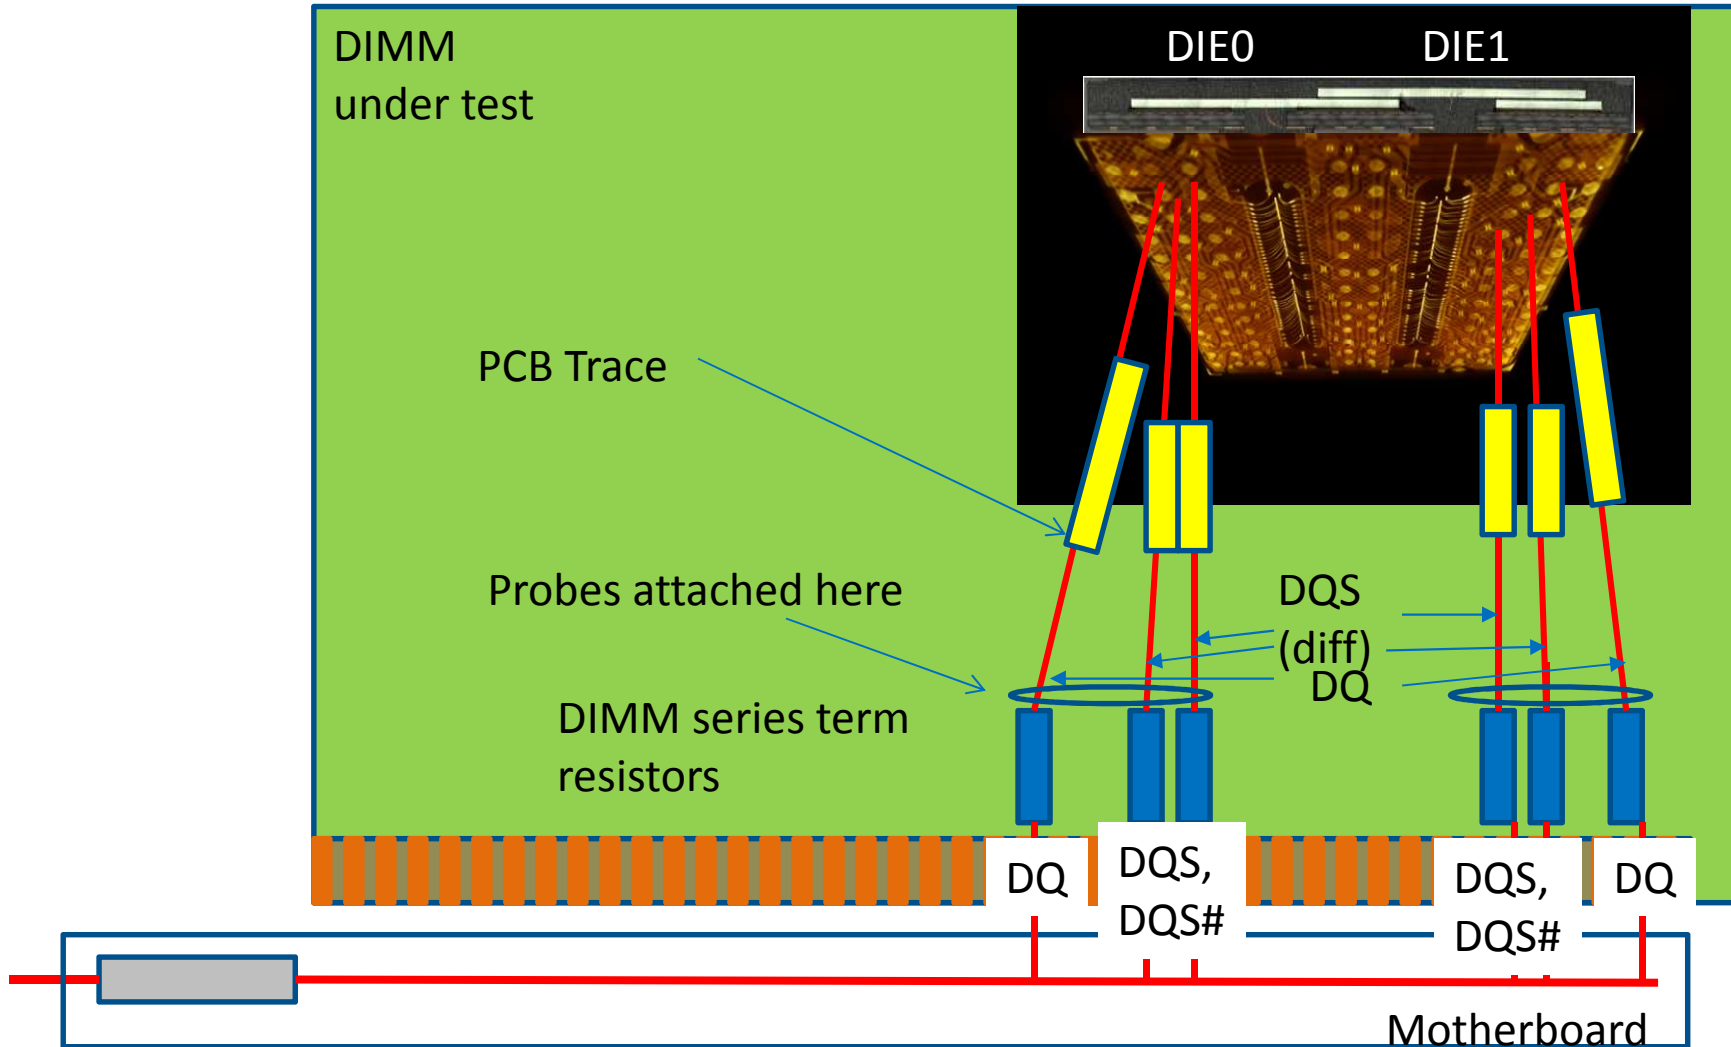 DIMM
under test
DIE0
DIE1
PCB Trace
Probes attached here
DQS
(diff)
DQ
DIMM series term
resistors
DQ
DQS,
DQS#
DQS,
DQS#
DQ
Motherboard